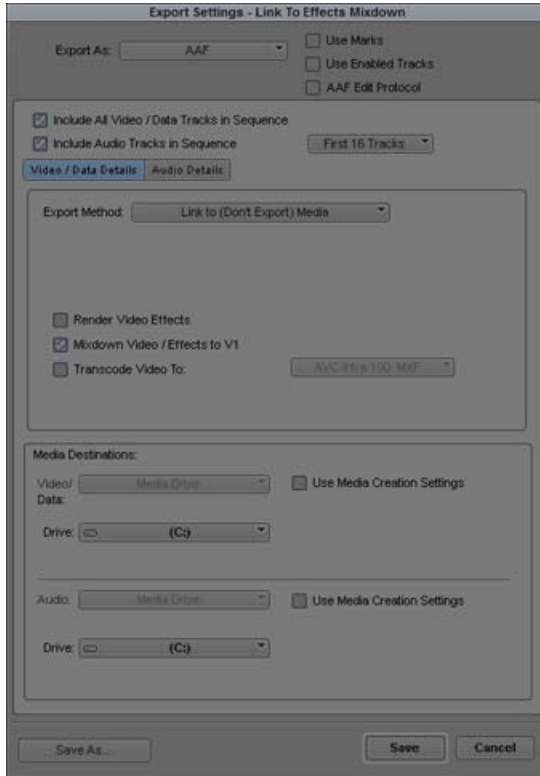 Export Settings - Link To Effects Mixdown
Export As: AAF
Use Marks
Use Enabled Tracks
AAF Edit Protocol
Include All Video / Data Tracks in Sequence
Include Audio Tracks in Sequence First 16 Tracks
Video / Data Details Audio Details
Export Method: Link to (Don't Export) Media
Render Video Effects
Mixdown Video / Effects to V1
Transcode Video To: AVC-Intra 100 MXF
Media Destinations:
Video/ Data: Media Drive Use Media Creation Settings
Drive: (C:)
Audio: Media Drive Use Media Creation Settings
Drive: (C:)
Save As... Save Cancel